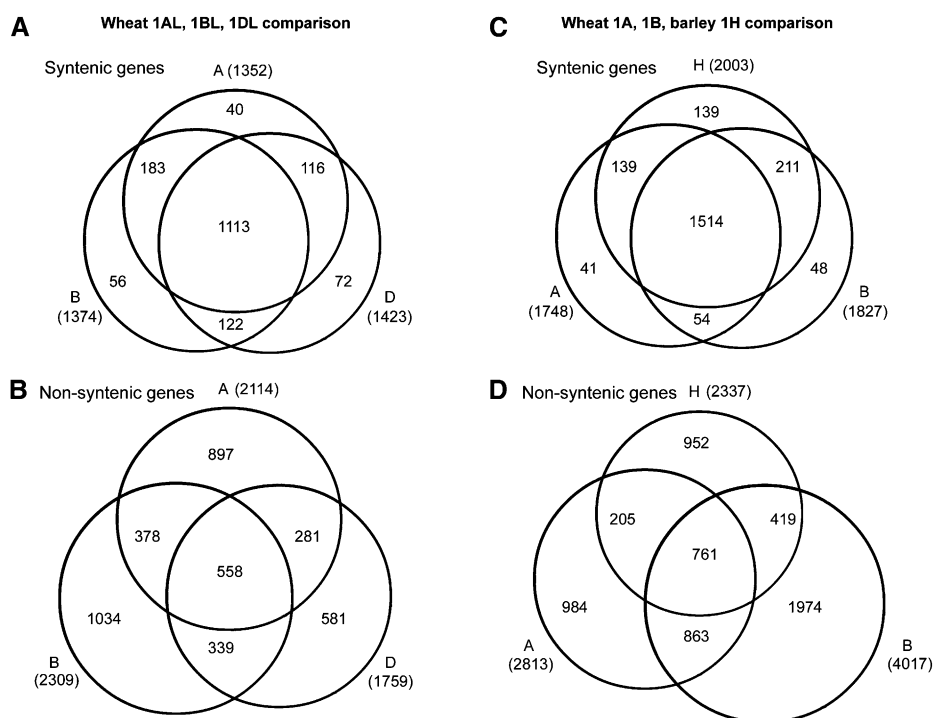 A
Wheat 1AL, 1BL, 1DL comparison
Syntenic genes
A (1352)
40
183
116
1113
56
72
B
(1374)
D
(1423)
122
B
Non-syntenic genes
A (2114)
897
378
281
558
1034
581
339
B
(2309)
D
(1759)
C
Wheat 1A, 1B, barley 1H comparison
Syntenic genes
H (2003)
139
139
211
1514
41
48
A
(1748)
B
(1827)
54
D
Non-syntenic genes
H (2337)
952
205
419
761
984
1974
863
A
(2813)
B
(4017)